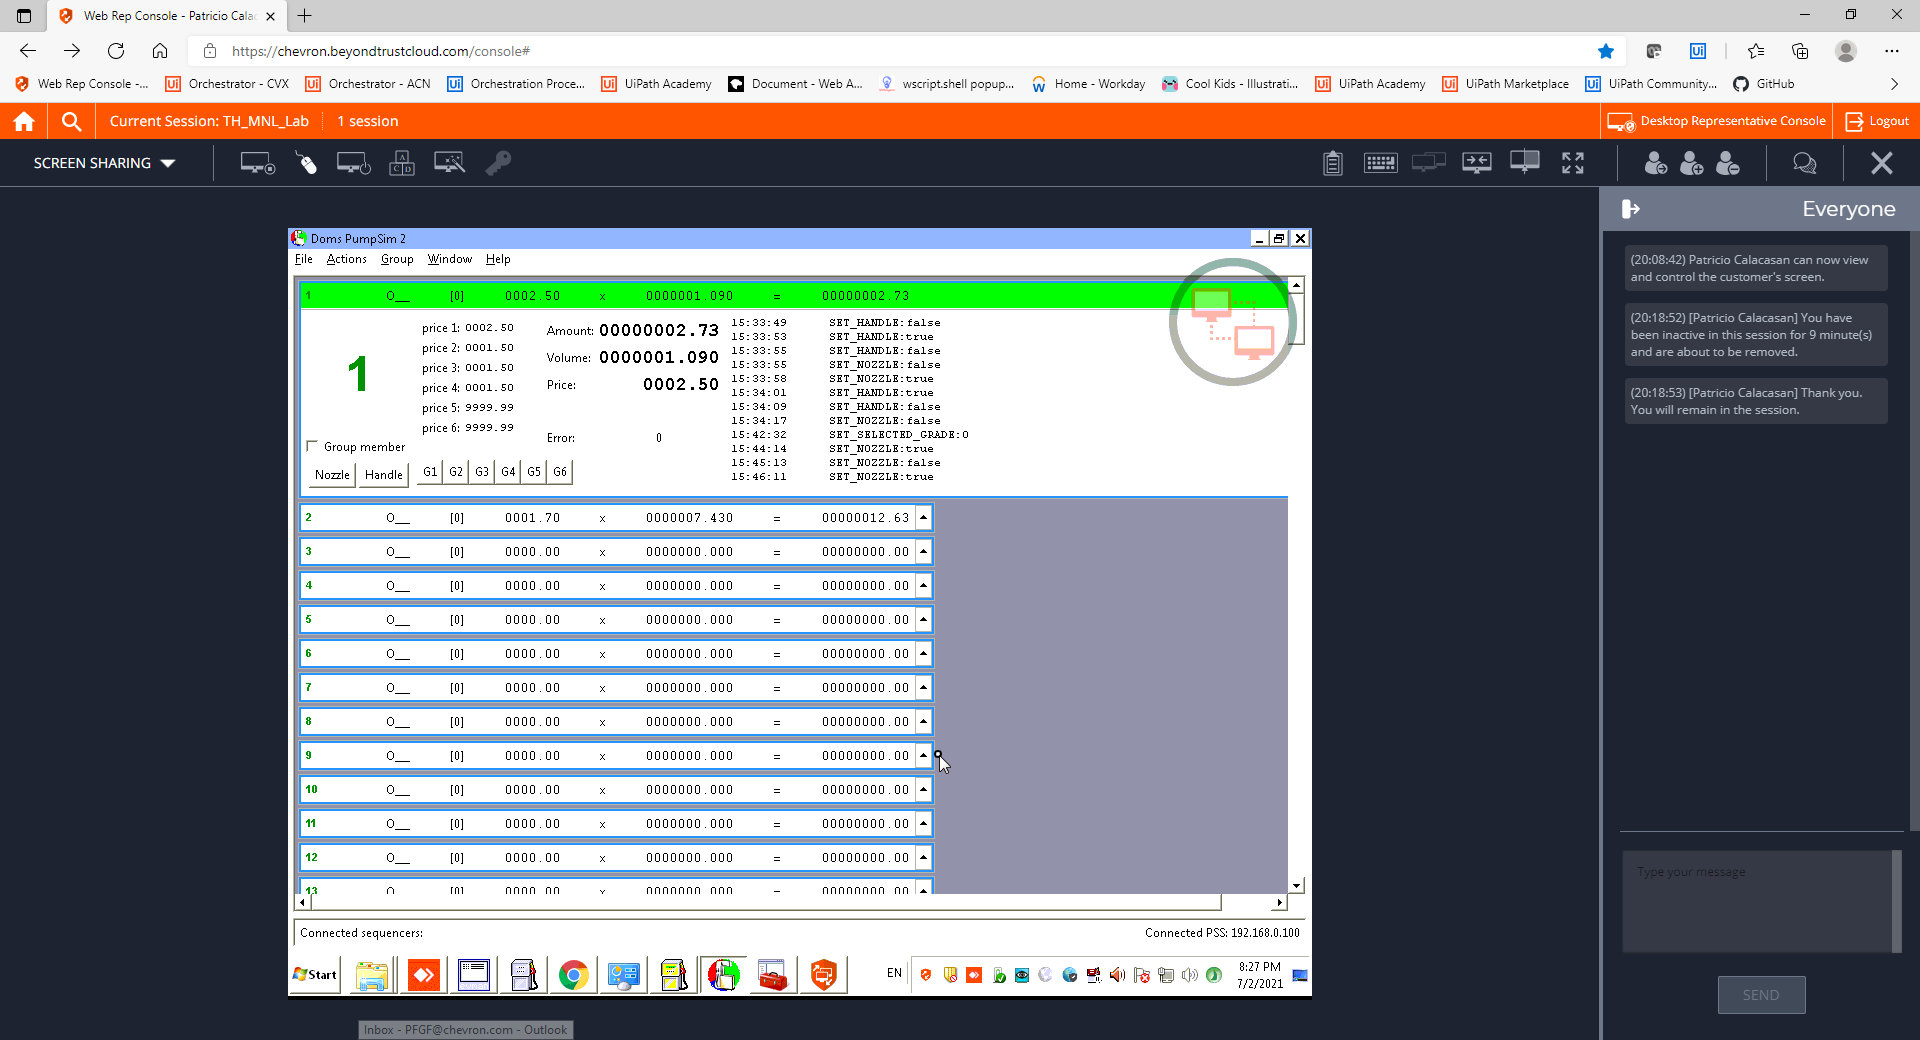 Web Rep Console - Patricio Cala
https://chevron.beyondtrustcloud.com/console#
Web Rep Console -... Orchestrator - CVX Orchestrator - ACN Orchestration Proce... UiPath Academy Document - Web A... wscript.shell popup... Home - Workday Cool Kids - Illustrati... UiPath Academy UiPath Marketplace UiPath Community... GitHub
Current Session: TH_MNL_Lab 1 session Desktop Representative Console Logout
SCREEN SHARING
Everyone
(20:08:42) Patricio Calacasan can now view
and control the customer's screen.
(20:18:52) [Patricio Calacasan] You have
been inactive in this session for 9 minute(s)
and are about to be removed.
(20:18:53) [Patricio Calacasan] Thank you.
You will remain in the session.
Type your message
SEND
Doms PumpSim 2
File Actions Group Window Help
1 O__ [0] 0002.50 x 0000001.090 = 00000002.73
1
price 1: 0002.50
price 2: 0001.50
price 3: 0001.50
price 4: 0001.50
price 5: 9999.99
price 6: 9999.99
Group member
Nozzle Handle G1 G2 G3 G4 G5 G6
Amount: 00000002.73
Volume: 0000001.090
Price: 0002.50
Error: 0
15:33:49 SET_HANDLE:false
15:33:53 SET_HANDLE:true
15:33:55 SET_HANDLE:false
15:33:55 SET_NOZZLE:false
15:33:58 SET_NOZZLE:true
15:34:01 SET_HANDLE:true
15:34:09 SET_HANDLE:false
15:34:17 SET_NOZZLE:false
15:42:32 SET_SELECTED_GRADE:0
15:44:14 SET_NOZZLE:true
15:45:13 SET_NOZZLE:false
15:46:11 SET_NOZZLE:true
2 O__ [0] 0001.70 x 0000007.430 = 00000012.63
3 O__ [0] 0000.00 x 0000000.000 = 00000000.00
4 O__ [0] 0000.00 x 0000000.000 = 00000000.00
5 O__ [0] 0000.00 x 0000000.000 = 00000000.00
6 O__ [0] 0000.00 x 0000000.000 = 00000000.00
7 O__ [0] 0000.00 x 0000000.000 = 00000000.00
8 O__ [0] 0000.00 x 0000000.000 = 00000000.00
9 O__ [0] 0000.00 x 0000000.000 = 00000000.00
10 O__ [0] 0000.00 x 0000000.000 = 00000000.00
11 O__ [0] 0000.00 x 0000000.000 = 00000000.00
12 O__ [0] 0000.00 x 0000000.000 = 00000000.00
13 O [0] 0000.00 x 0000000.000 = 00000000.00
Connected sequencers: Connected PSS: 192.168.0.100
Start EN 8:27 PM
7/2/2021
Inbox - PFGF@chevron.com - Outlook